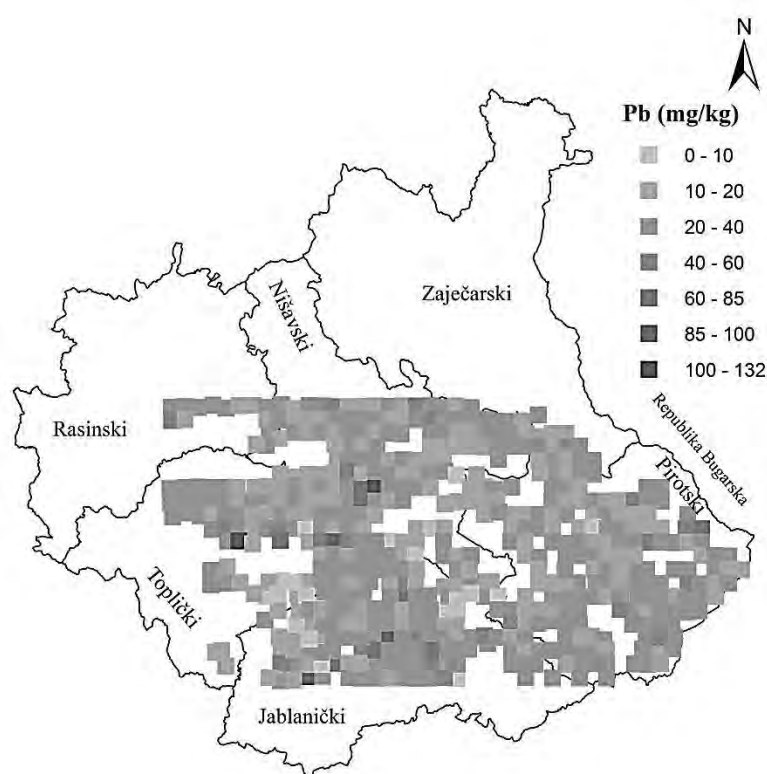 N
Pb (mg/kg)
0 - 10
10 - 20
20 - 40
40 - 60
60 - 85
85 - 100
100 - 132
Zaječarski
Nišavski
Rasinski
Republika Bugarska
Pirotski
Toplički
Jablanički